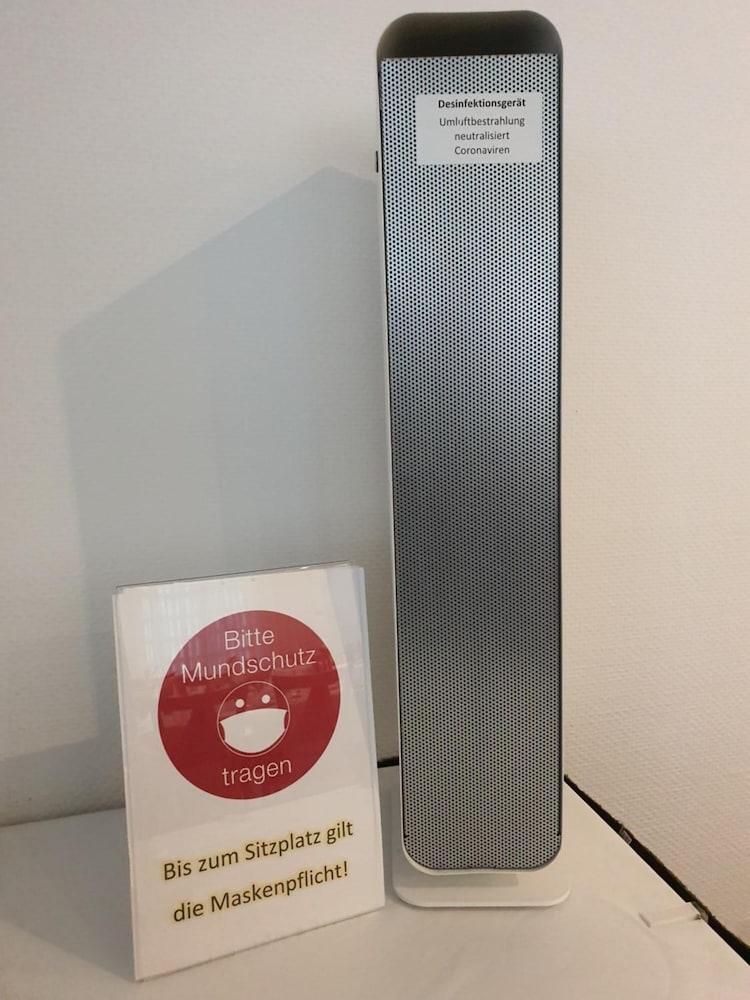 Desinfektionsgerät
Umluftbestrahlung
neutralisiert
Coronaviren
Bitte
Mundschutz
tragen
Bis zum Sitzplatz gilt
die Maskenpflicht!